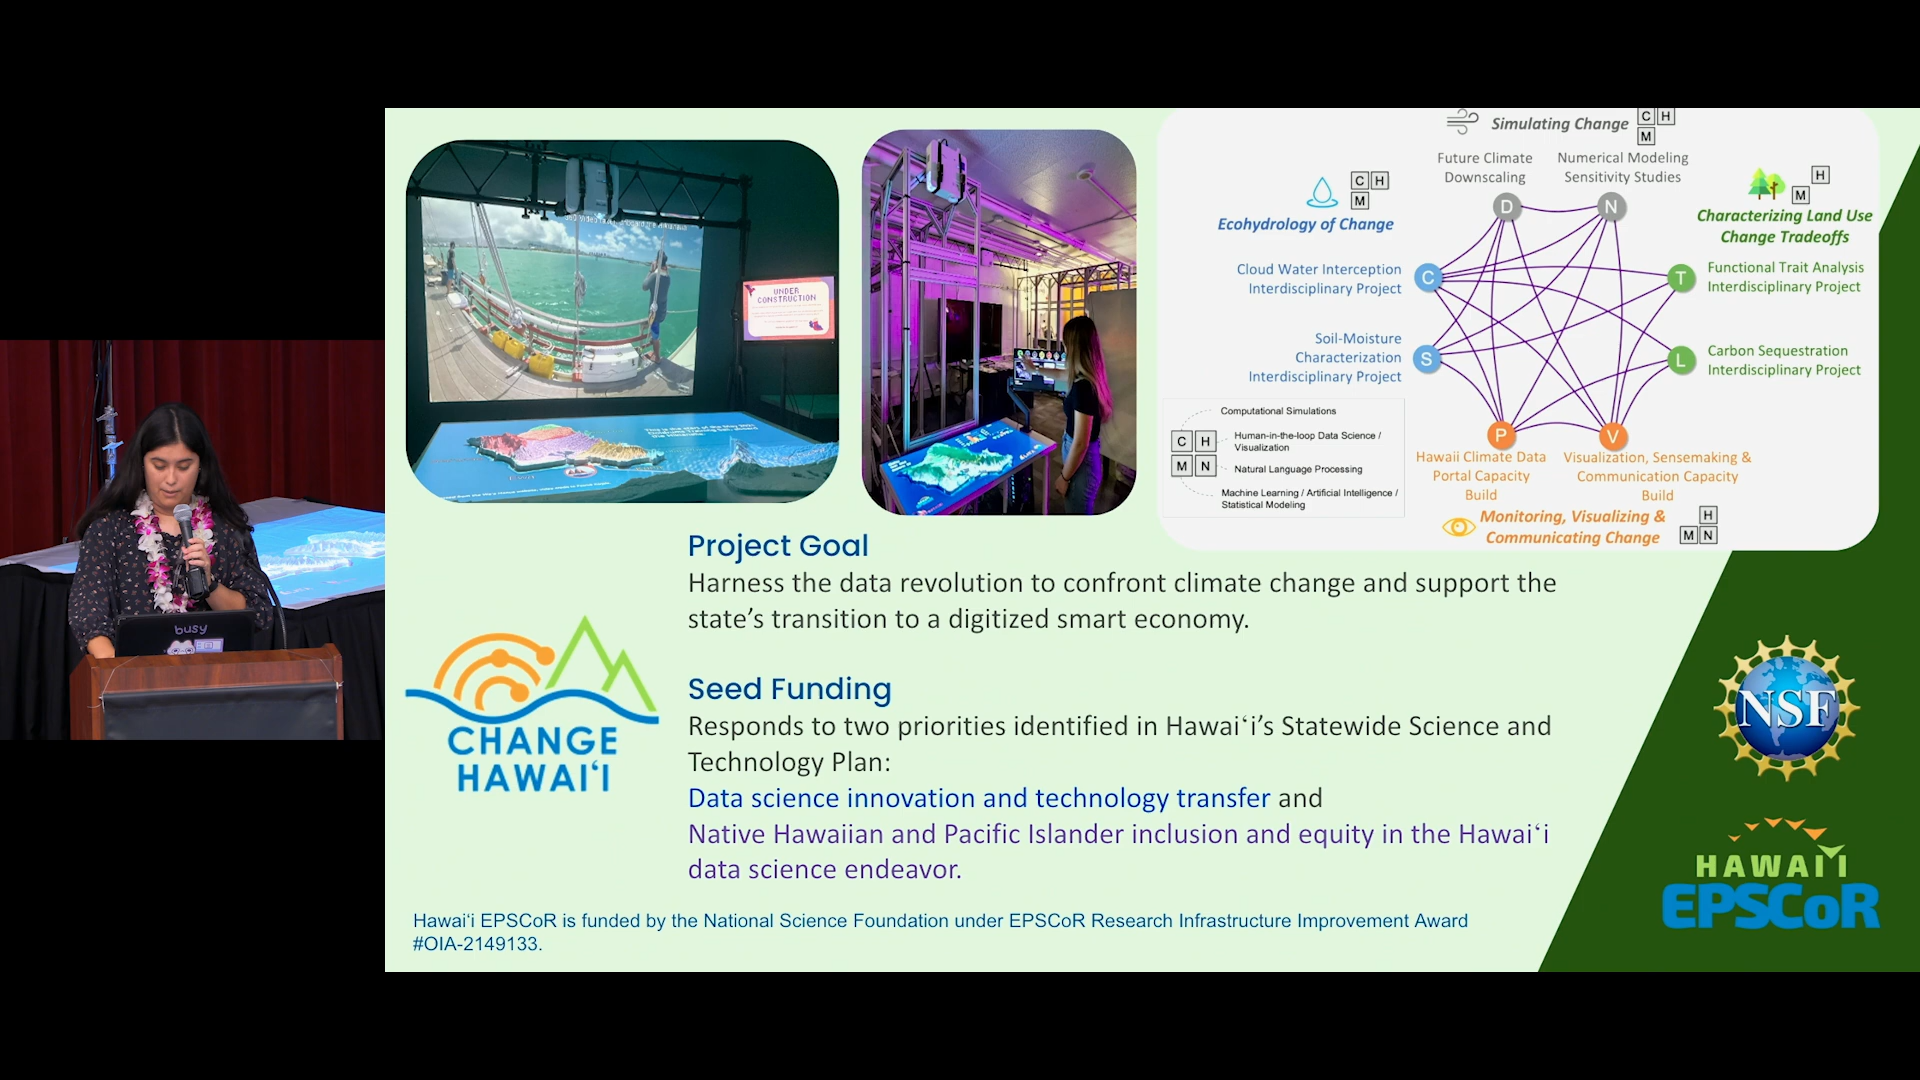 busy
UNDER
CONSTRUCTION
Simulating Change
C H
M
Future Climate
Downscaling
Numerical Modeling
Sensitivity Studies
D
N
C H
M
Ecohydrology of Change
H
M
Characterizing Land Use
Change Tradeoffs
Cloud Water Interception
Interdisciplinary Project
C
T
Functional Trait Analysis
Interdisciplinary Project
Soil-Moisture
Characterization
Interdisciplinary Project
S
L
Carbon Sequestration
Interdisciplinary Project
C H
M N
Computational Simulations
Human-in-the-loop Data Science /
Visualization
Natural Language Processing
Machine Learning / Artificial Intelligence /
Statistical Modeling
P
V
Hawaii Climate Data
Portal Capacity
Build
Visualization, Sensemaking &
Communication Capacity
Build
Monitoring, Visualizing &
Communicating Change
H
M N
Project Goal
Harness the data revolution to confront climate change and support the
state’s transition to a digitized smart economy.
Seed Funding
Responds to two priorities identified in Hawaiʻi’s Statewide Science and
Technology Plan:
Data science innovation and technology transfer and
Native Hawaiian and Pacific Islander inclusion and equity in the Hawaiʻi
data science endeavor.
CHANGE
HAWAIʻI
NSF
HAWAIʻI
EPSCoR
Hawaiʻi EPSCoR is funded by the National Science Foundation under EPSCoR Research Infrastructure Improvement Award
#OIA-2149133.